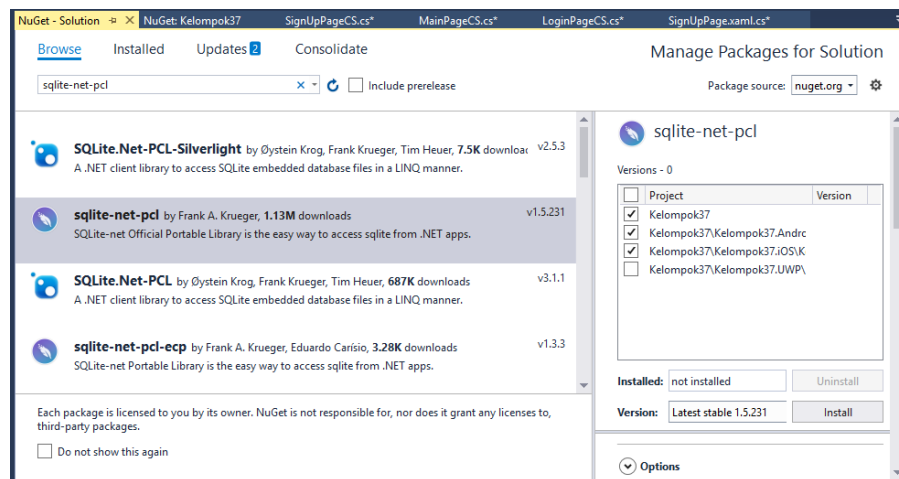 NuGet - Solution
NuGet: Kelompok37
SignUpPageCS.cs*
MainPageCS.cs*
LoginPageCS.cs*
SignUpPage.xaml.cs*
Browse
Installed
Updates 2
Consolidate
Manage Packages for Solution
sqlite-net-pcl
Include prerelease
Package source: nuget.org
SQLite.Net-PCL-Silverlight by Øystein Krog, Frank Krueger, Tim Heuer, 7.5K downloac v2.5.3
A .NET client library to access SQLite embedded database files in a LINQ manner.
sqlite-net-pcl by Frank A. Krueger, 1.13M downloads v1.5.231
SQLite-net Official Portable Library is the easy way to access sqlite from .NET apps.
SQLite.Net-PCL by Øystein Krog, Frank Krueger, Tim Heuer, 687K downloads v3.1.1
A .NET client library to access SQLite embedded database files in a LINQ manner.
sqlite-net-pcl-ecp by Frank A. Krueger, Eduardo Carísio, 3.28K downloads v1.3.3
SQLite-net Portable Library is the easy way to access sqlite from .NET apps.
Each package is licensed to you by its owner. NuGet is not responsible for, nor does it grant any licenses to,
third-party packages.
Do not show this again
sqlite-net-pcl
Versions - 0
Project Version
Kelompok37
Kelompok37\Kelompok37.Andrc
Kelompok37\Kelompok37.iOS\K
Kelompok37\Kelompok37.UWP\
Installed: not installed Uninstall
Version: Latest stable 1.5.231 Install
Options